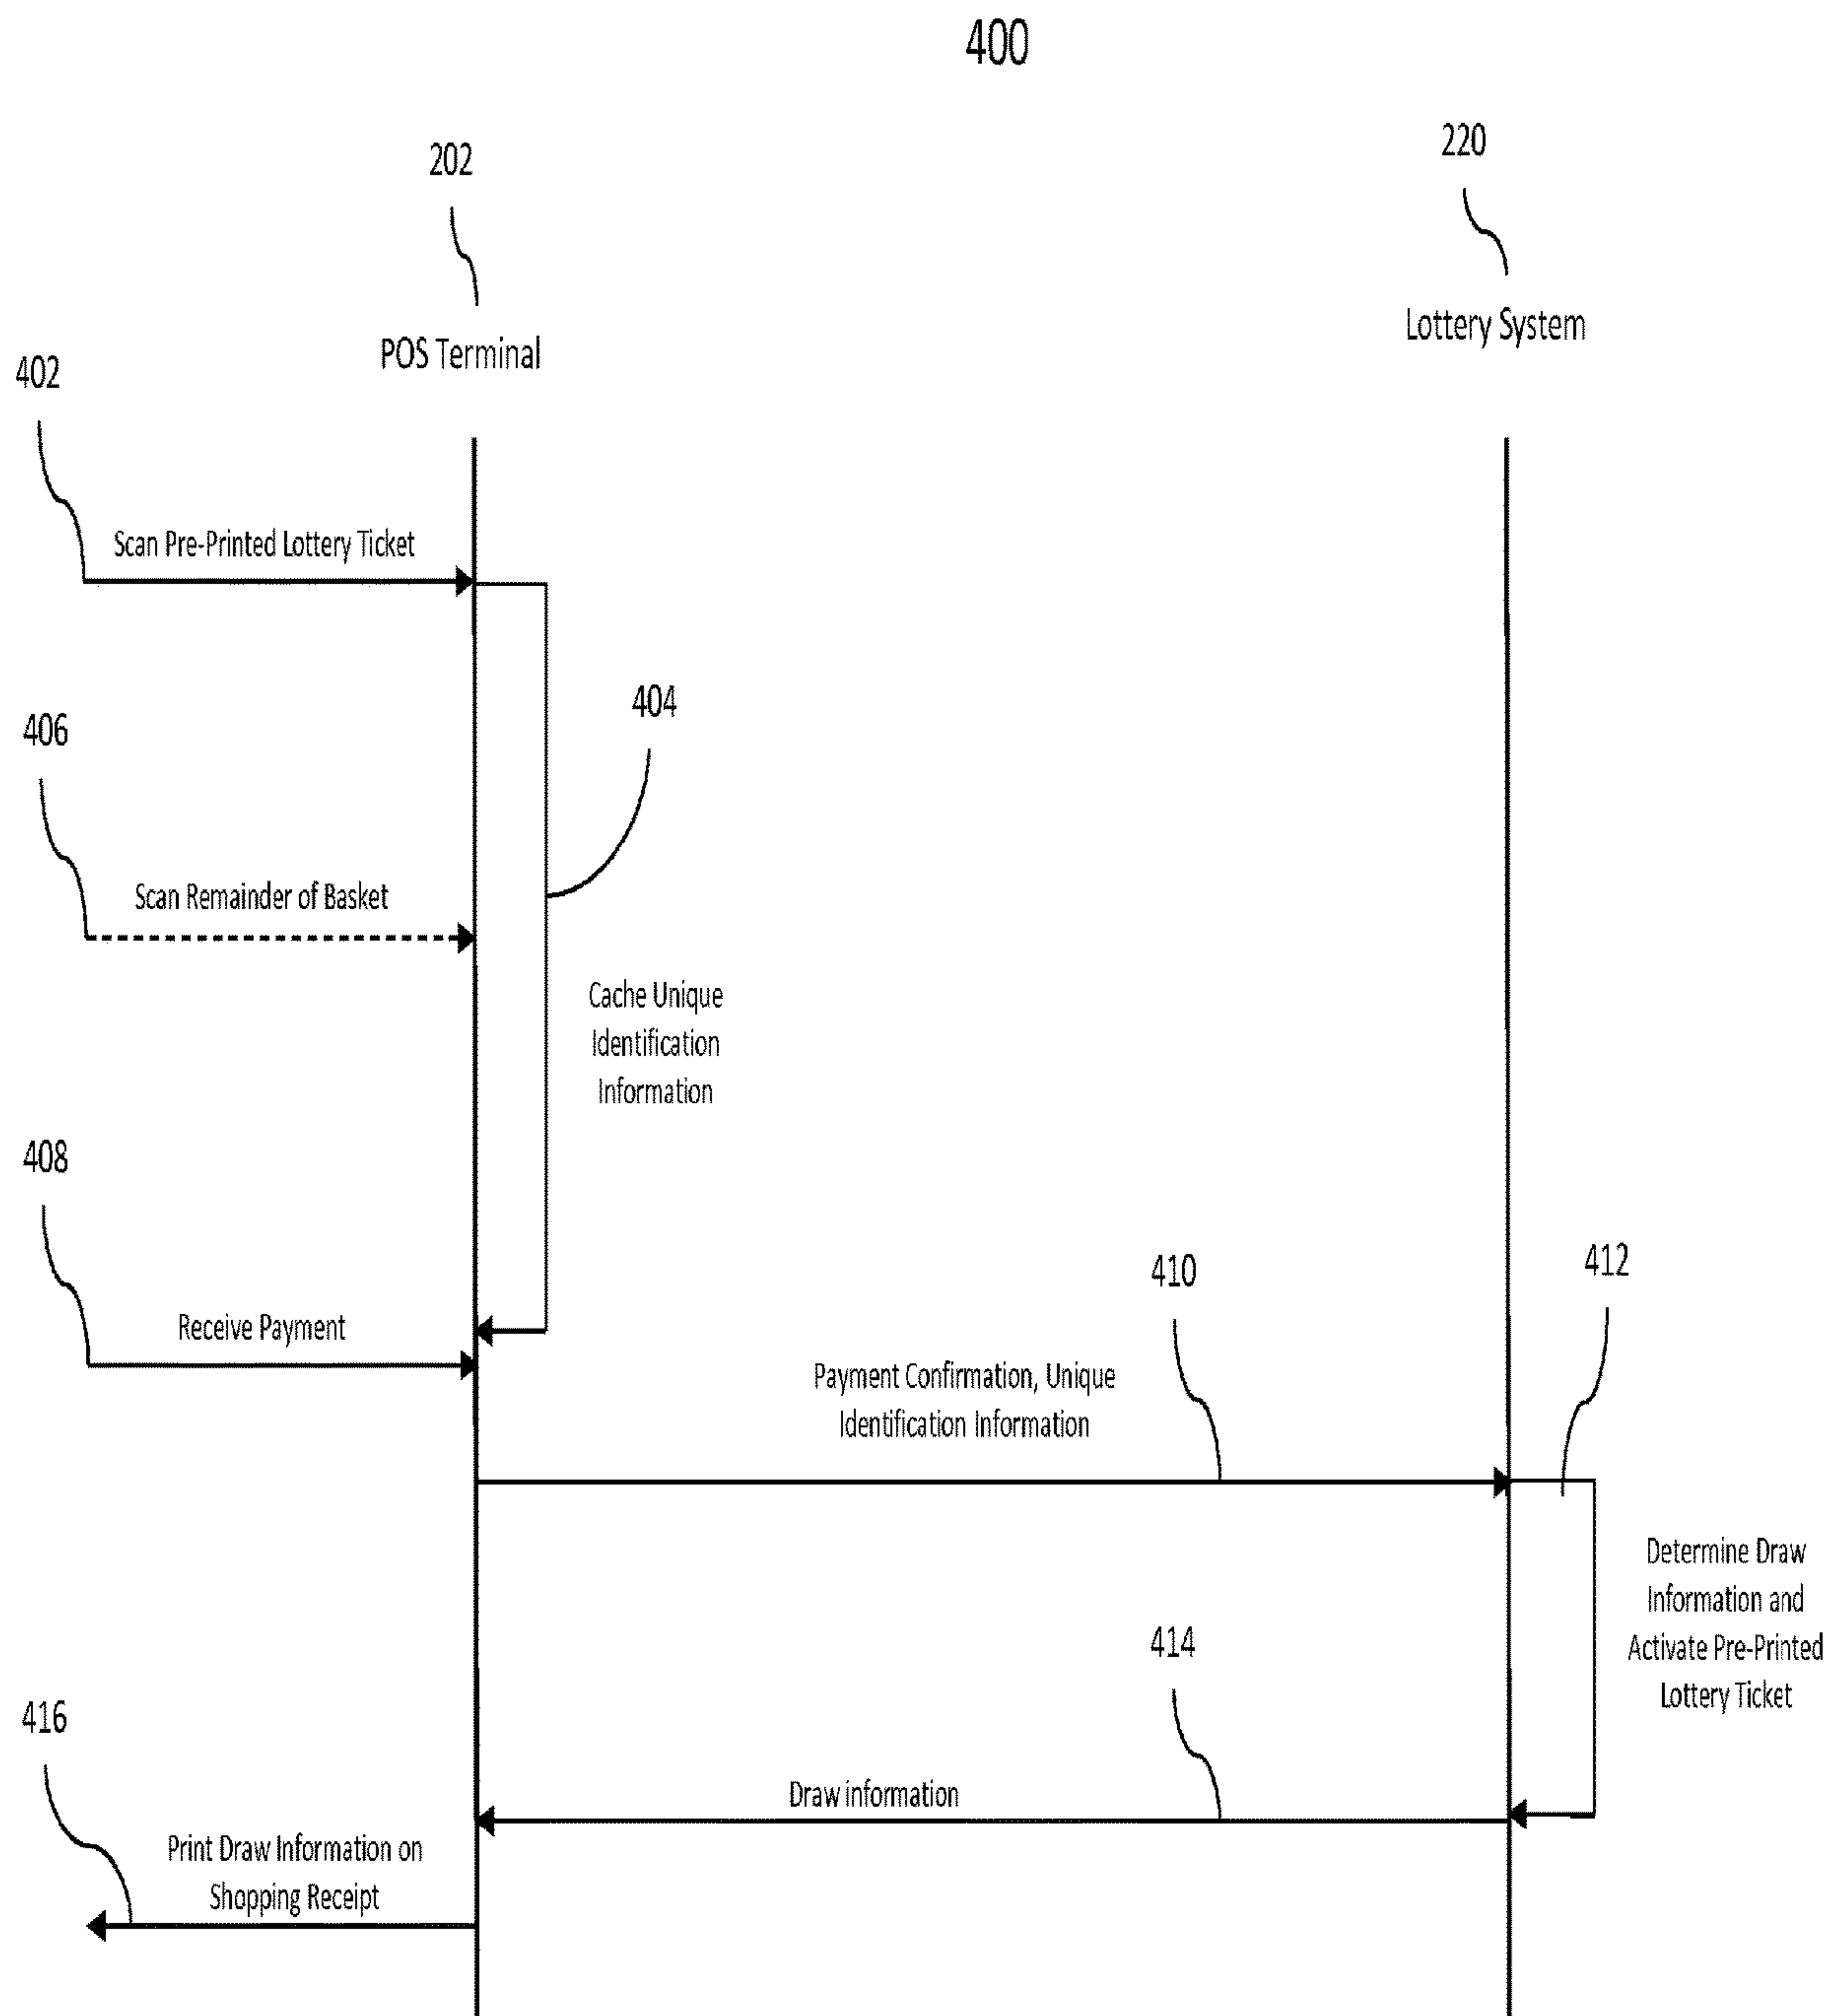 400
202
220
POS Terminal
Lottery System
402
Scan Pre-Printed Lottery Ticket
404
406
Scan Remainder of Basket
Cache Unique
Identification
Information
408
Receive Payment
410
412
Payment Confirmation, Unique
Identification Information
Determine Draw
Information and
Activate Pre-Printed
Lottery Ticket
414
Draw information
416
Print Draw Information on
Shopping Receipt